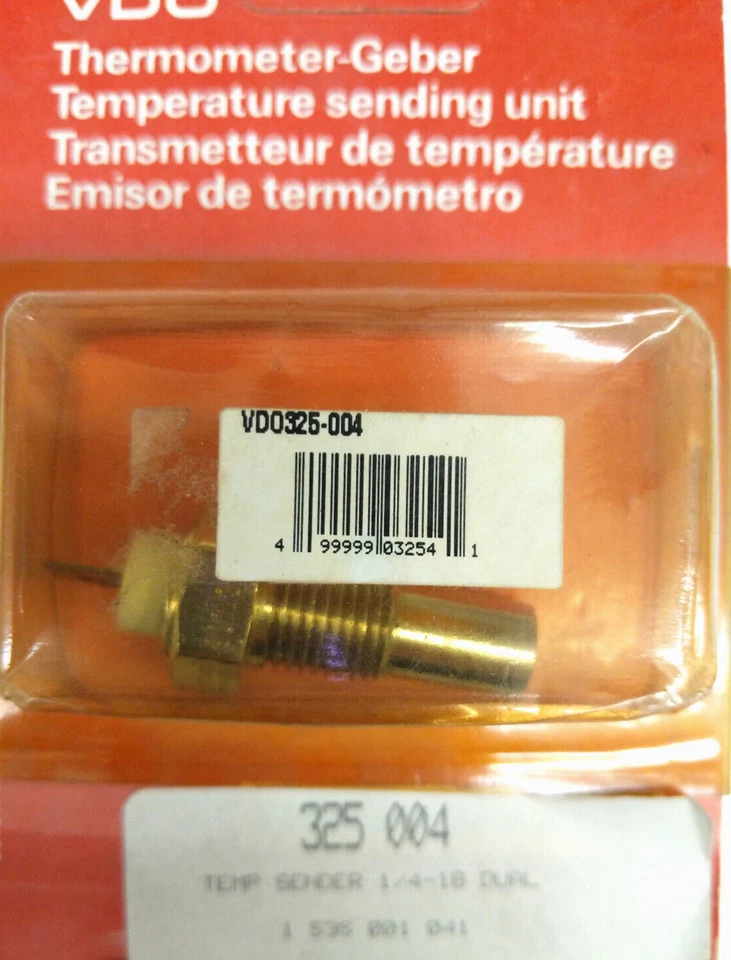 VDO
Thermometer-Geber
Temperature sending unit
Transmetteur de température
Emisor de termómetro
VDO325-004
4 99999 03254 1
325 004
TEMP SENDER 1/4-18 DUAL
1 535 001 041